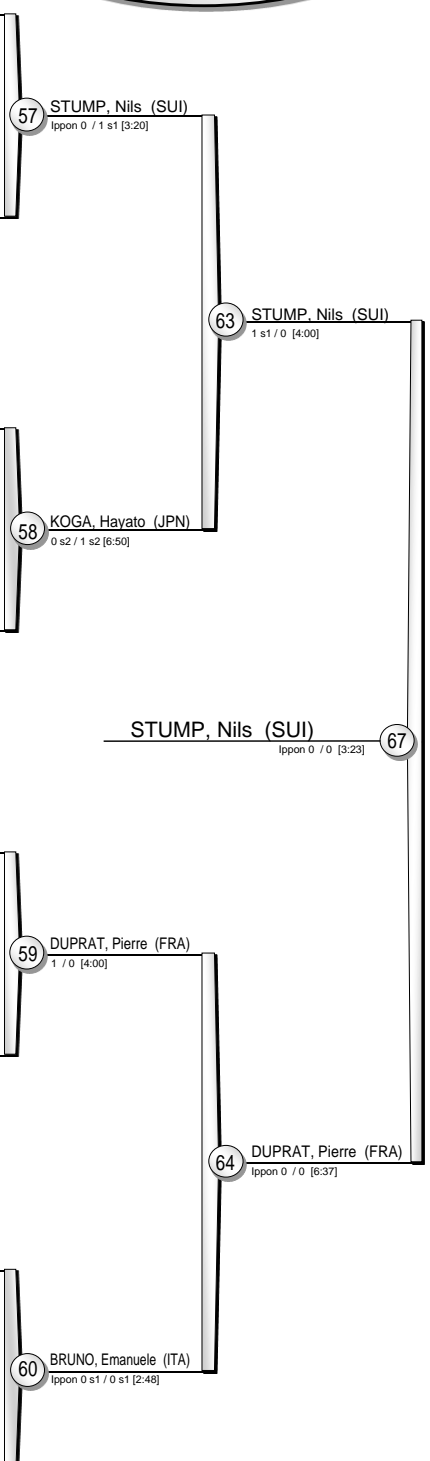 57 STUMP, Nils (SUI)
Ippon 0 / 1 s1 [3:20]
63 STUMP, Nils (SUI)
1 s1 / 0 [4:00]
58 KOGA, Hayato (JPN)
0 s2 / 1 s2 [6:50]
STUMP, Nils (SUI) 67
Ippon 0 / 0 [3:23]
59 DUPRAT, Pierre (FRA)
1 / 0 [4:00]
64 DUPRAT, Pierre (FRA)
Ippon 0 / 0 [6:37]
60 BRUNO, Emanuele (ITA)
Ippon 0 s1 / 0 s1 [2:48]